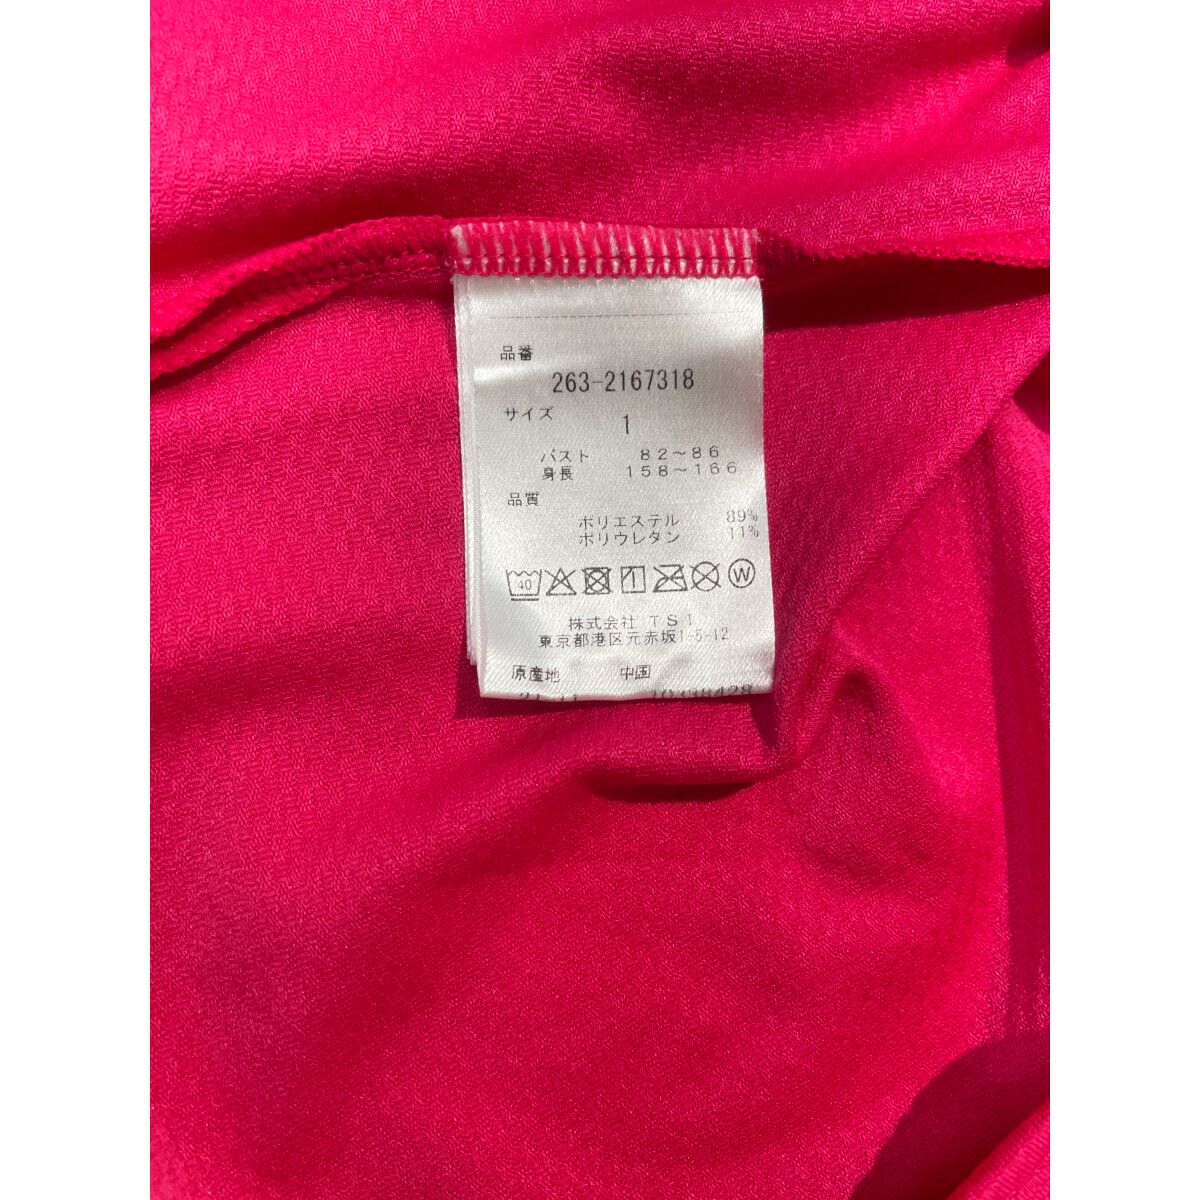 品番
263-2167318
サイズ
1
バスト 82～86
身長 158～166
品質
ポリエステル 89%
ポリウレタン 11%
40 W
株式会社 TSI
東京都港区元赤坂1-5-12
原産地 中国